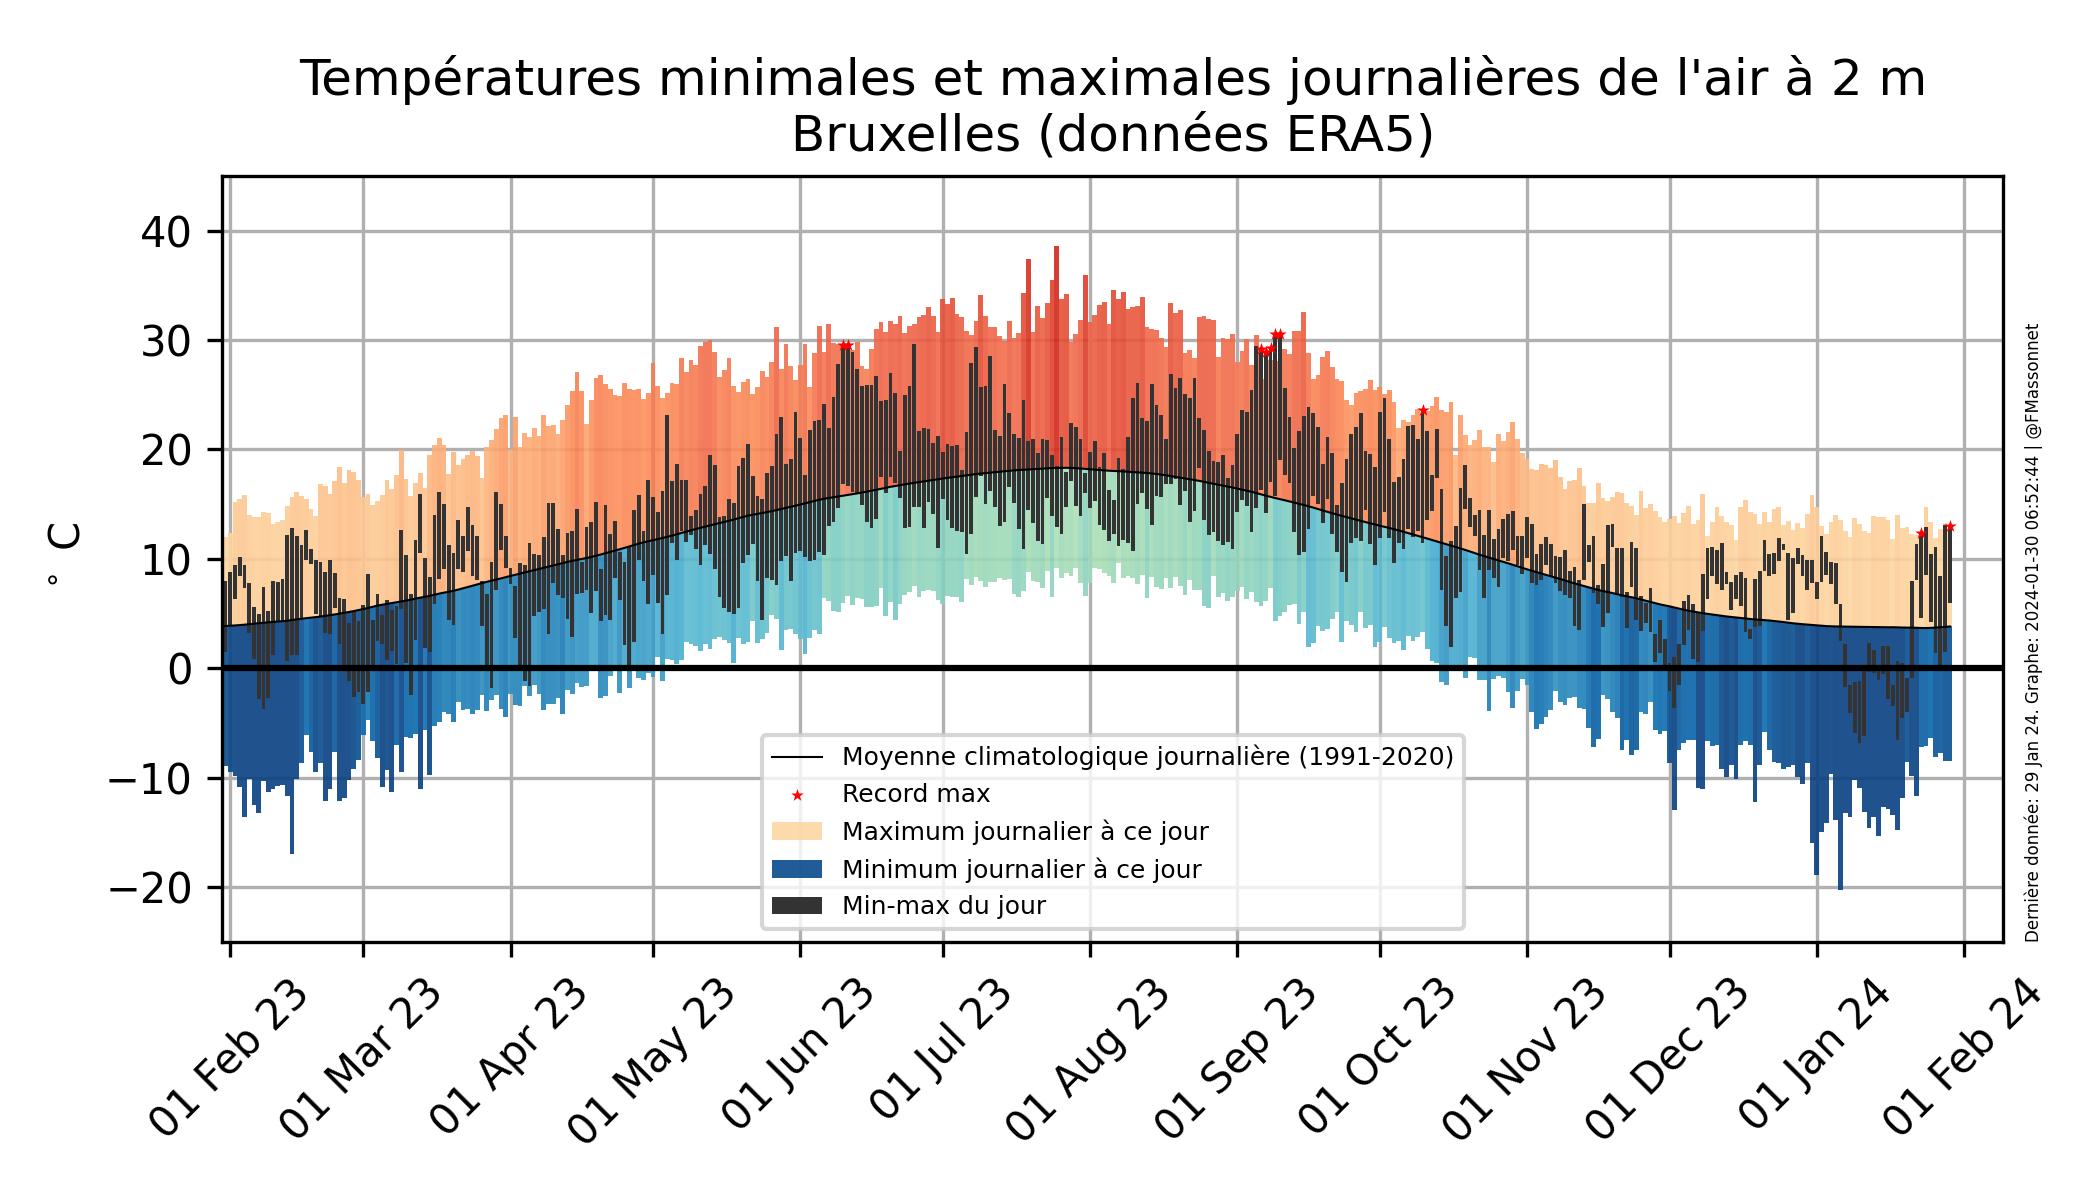 Températures minimales et maximales journalières de l'air à 2 m
Bruxelles (données ERA5)
° C
40
30
20
10
0
−10
−20
Moyenne climatologique journalière (1991-2020)
Record max
Maximum journalier à ce jour
Minimum journalier à ce jour
Min-max du jour
01 Feb 23
01 Mar 23
01 Apr 23
01 May 23
01 Jun 23
01 Jul 23
01 Aug 23
01 Sep 23
01 Oct 23
01 Nov 23
01 Dec 23
01 Jan 24
01 Feb 24
Dernière donnée: 29 Jan 24. Graphe: 2024-01-30 06:52:44 | @FMassonnet